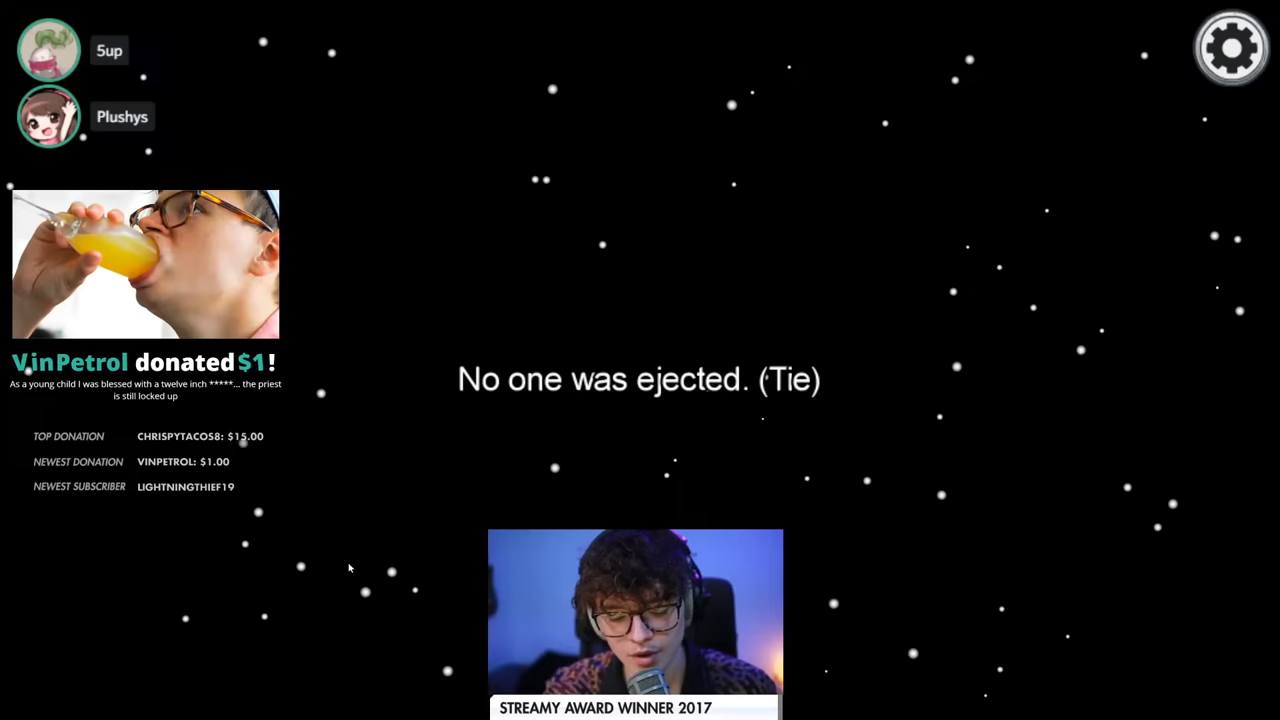 5up
Plushys
VinPetrol donated $1!
As a young child I was blessed with a twelve inch *****... the priest
is still locked up
TOP DONATION CHRISPYTACOS8: $15.00
NEWEST DONATION VINPETROL: $1.00
NEWEST SUBSCRIBER LIGHTNINGTHIEF19
No one was ejected. (Tie)
STREAMY AWARD WINNER 2017